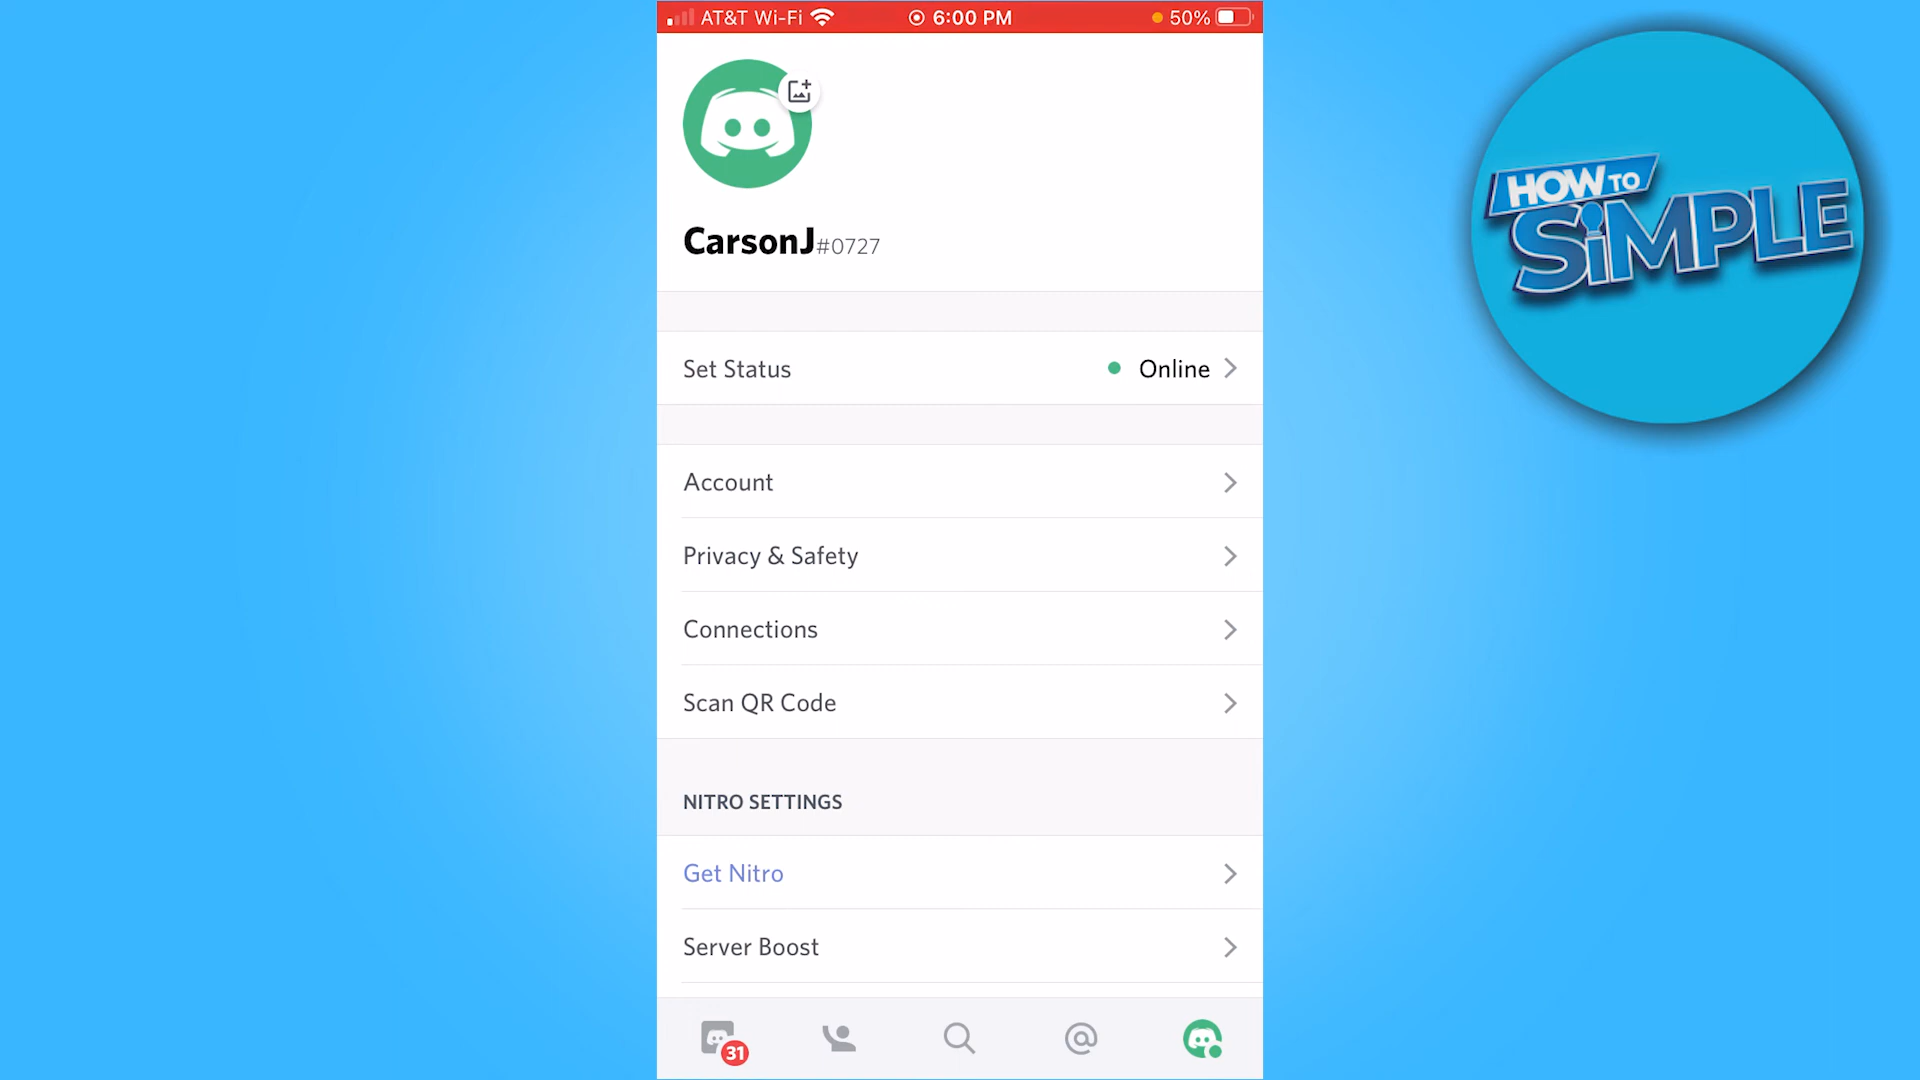 AT&T Wi-Fi 6:00 PM 50%
HOW TO
SiMPLE
CarsonJ#0727
Set Status Online
Account
Privacy & Safety
Connections
Scan QR Code
NITRO SETTINGS
Get Nitro
Server Boost
31